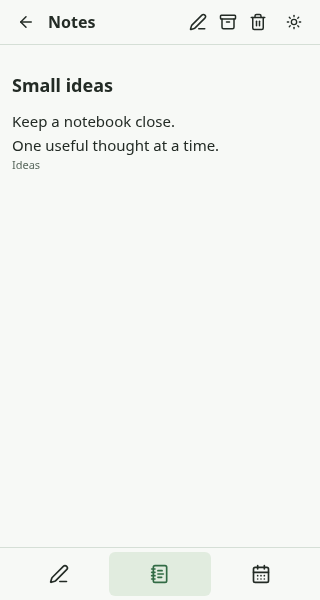 Notes
Small ideas
Keep a notebook close.
One useful thought at a time.
Ideas